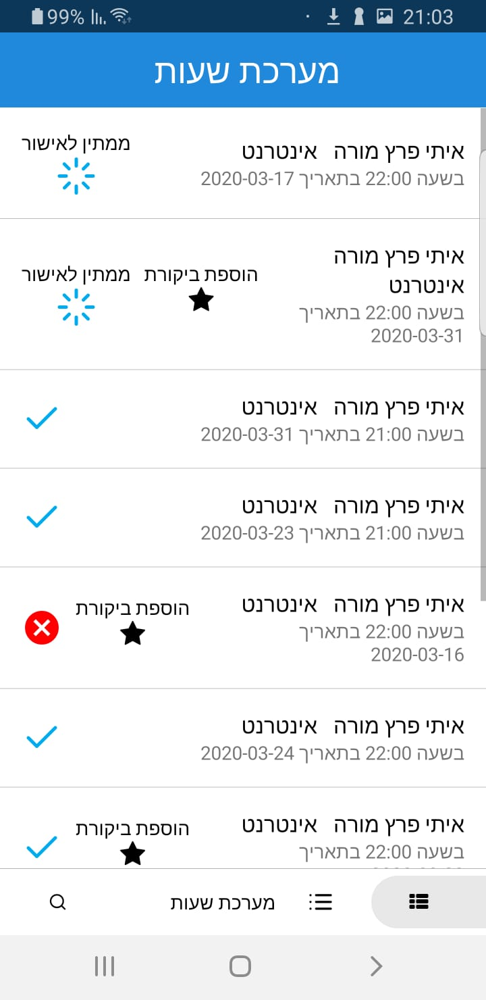 99% 21:03
מערכת שעות
איתי פרץ מורה אינטרנט
בשעה 22:00 בתאריך 2020-03-17
ממתין לאישור
איתי פרץ מורה
אינטרנט
בשעה 22:00 בתאריך
2020-03-31
הוספת ביקורת
ממתין לאישור
איתי פרץ מורה אינטרנט
בשעה 21:00 בתאריך 2020-03-31
איתי פרץ מורה אינטרנט
בשעה 21:00 בתאריך 2020-03-23
איתי פרץ מורה אינטרנט
בשעה 22:00 בתאריך
2020-03-16
הוספת ביקורת
איתי פרץ מורה אינטרנט
בשעה 22:00 בתאריך 2020-03-24
איתי פרץ מורה אינטרנט
בשעה 22:00 בתאריך
הוספת ביקורת
מערכת שעות